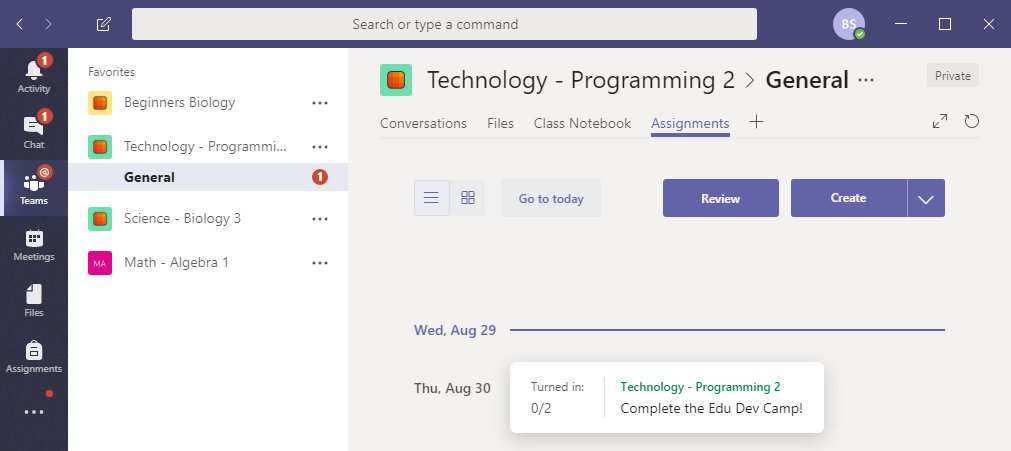 Search or type a command
BS
1
Activity
1
Chat
@
Teams
Meetings
Files
Assignments
Favorites
Beginners Biology
Technology - Programmi...
General
1
Science - Biology 3
MA
Math - Algebra 1
Technology - Programming 2 > General
Private
Conversations
Files
Class Notebook
Assignments
Go to today
Review
Create
Wed, Aug 29
Thu, Aug 30
Turned in:
0/2
Technology - Programming 2
Complete the Edu Dev Camp!